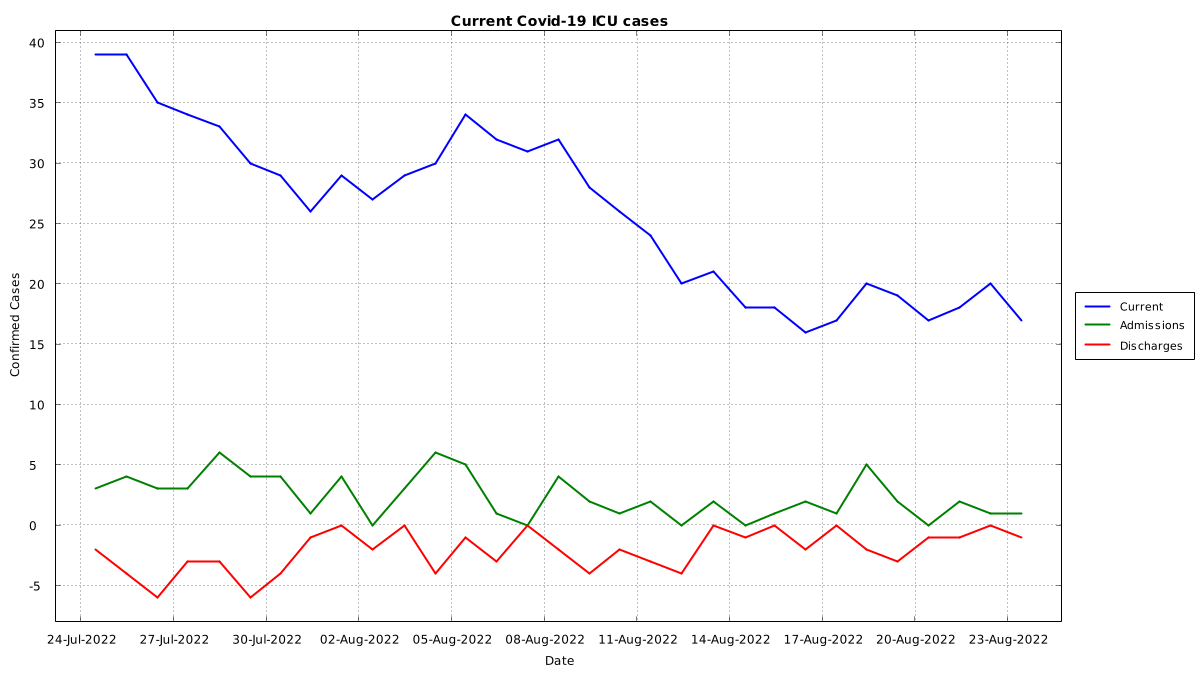 Current Covid-19 ICU cases
40
35
30
25
20
15
10
5
0
-5
Confirmed Cases
24-Jul-2022 27-Jul-2022 30-Jul-2022 02-Aug-2022 05-Aug-2022 08-Aug-2022 11-Aug-2022 14-Aug-2022 17-Aug-2022 20-Aug-2022 23-Aug-2022
Date
Current
Admissions
Discharges